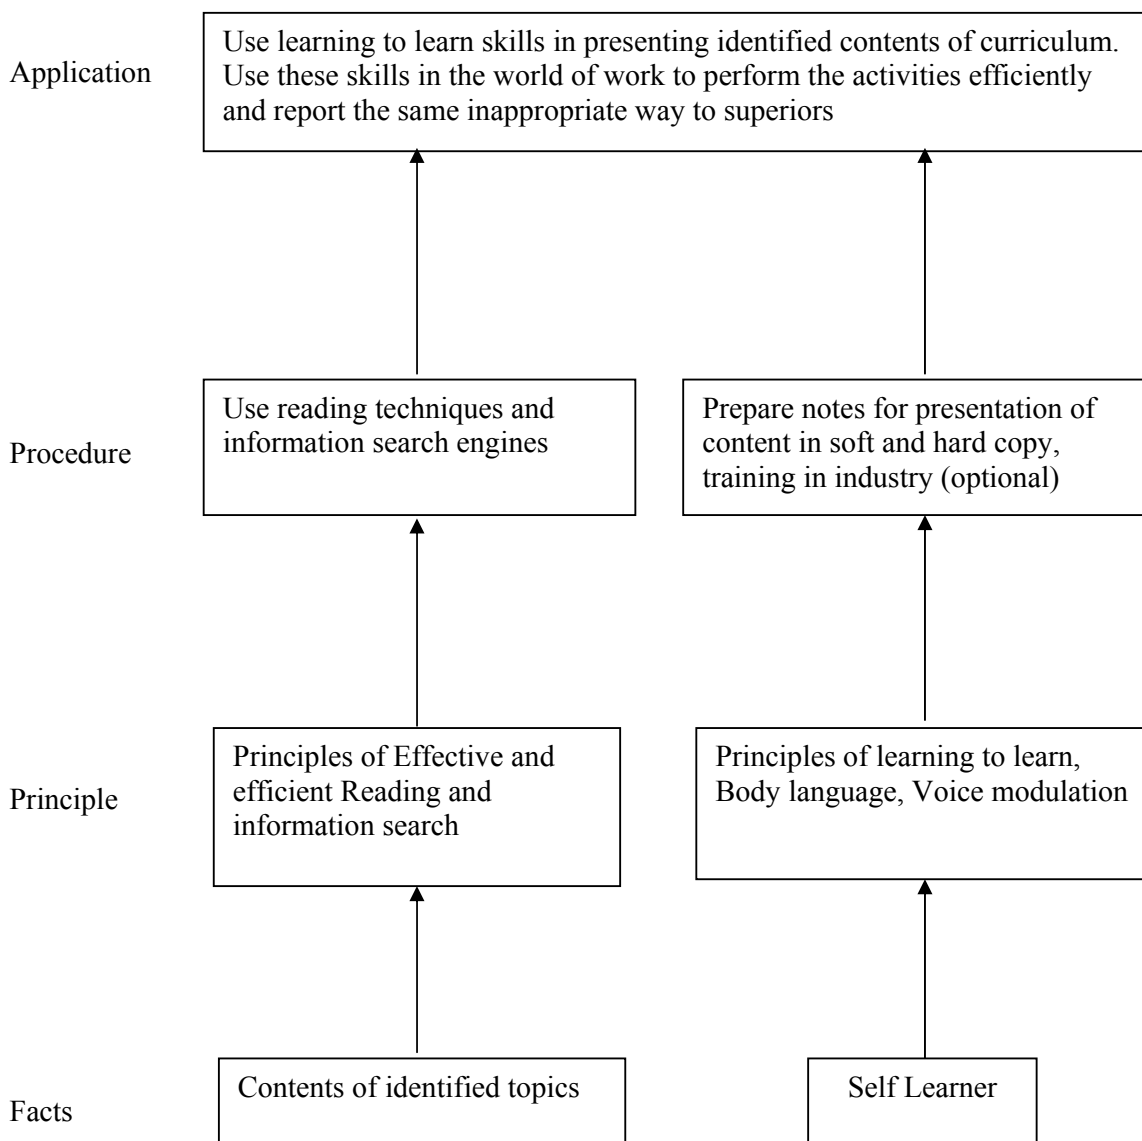 Application
Use learning to learn skills in presenting identified contents of curriculum.
Use these skills in the world of work to perform the activities efficiently
and report the same inappropriate way to superiors
Procedure
Use reading techniques and
information search engines
Prepare notes for presentation of
content in soft and hard copy,
training in industry (optional)
Principle
Principles of Effective and
efficient Reading and
information search
Principles of learning to learn,
Body language, Voice modulation
Facts
Contents of identified topics
Self Learner